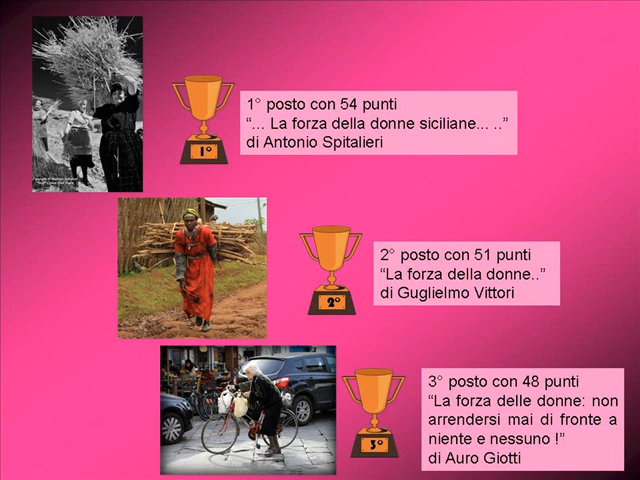 1° posto con 54 punti
“... La forza della donne siciliane... ..”
di Antonio Spitalieri
1°
2° posto con 51 punti
“La forza della donne..”
di Guglielmo Vittori
2°
3° posto con 48 punti
“La forza delle donne: non
arrendersi mai di fronte a
niente e nessuno !”
di Auro Giotti
3°